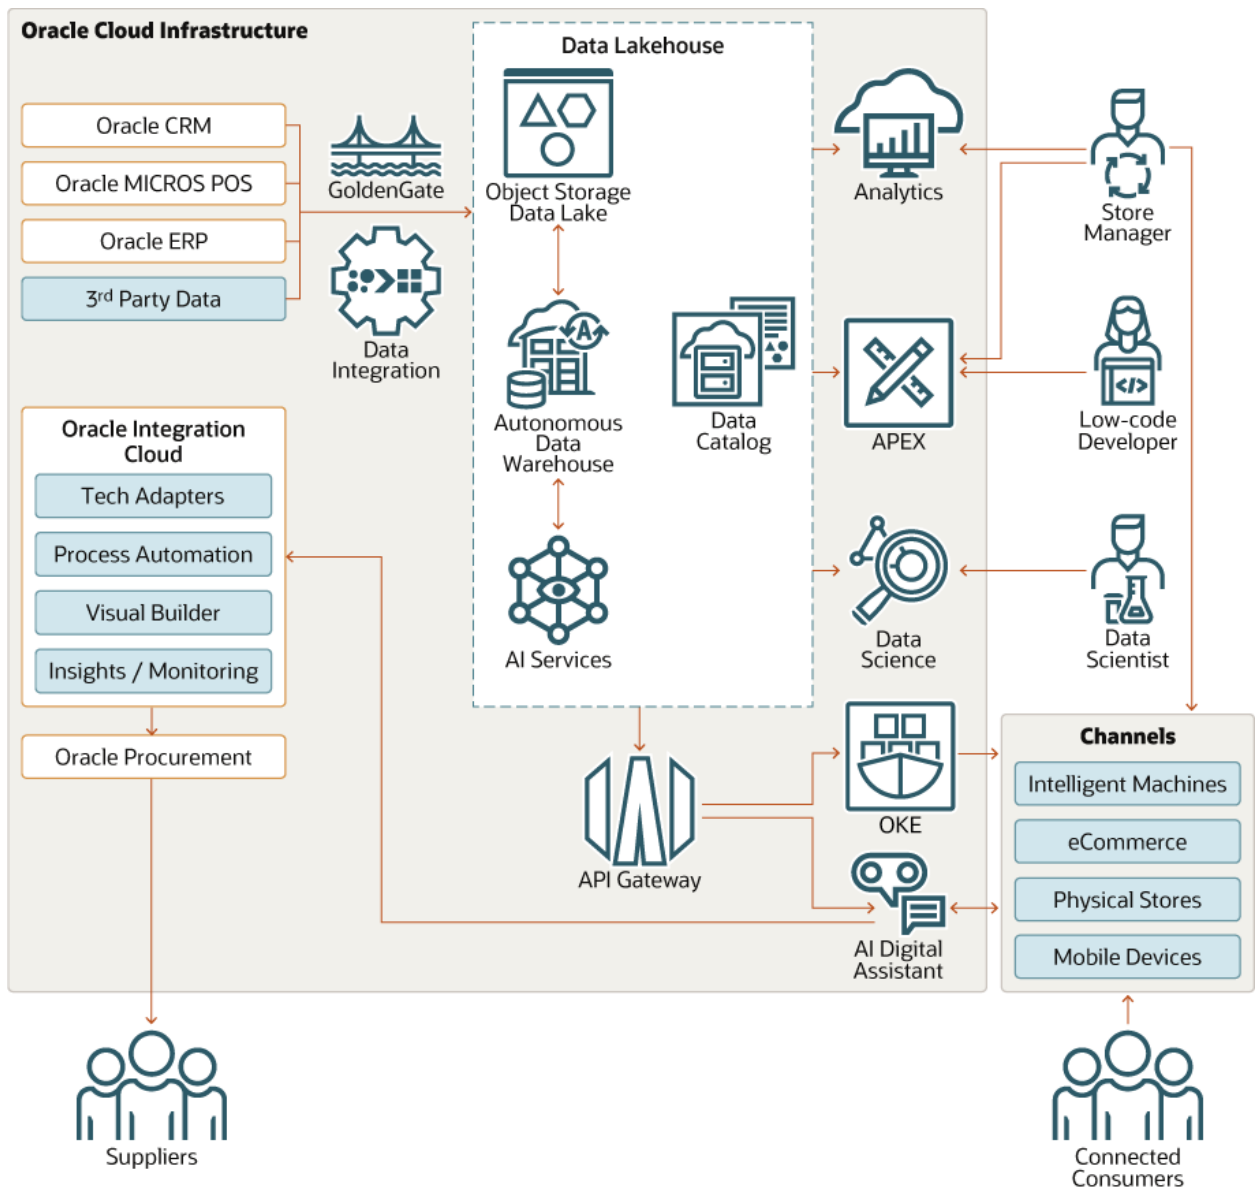 Oracle Cloud Infrastructure
Data Lakehouse
Oracle CRM
Oracle MICROS POS
Oracle ERP
3rd Party Data
GoldenGate
Data
Integration
Object Storage
Data Lake
Autonomous
Data
Warehouse
AI Services
Data
Catalog
Analytics
APEX
Data
Science
Store
Manager
Low-code
Developer
</>
Data
Scientist
A
Oracle Integration
Cloud
Tech Adapters
Process Automation
Visual Builder
Insights / Monitoring
Oracle Procurement
API Gateway
OKE
AI Digital
Assistant
Channels
Intelligent Machines
eCommerce
Physical Stores
Mobile Devices
Suppliers
Connected
Consumers